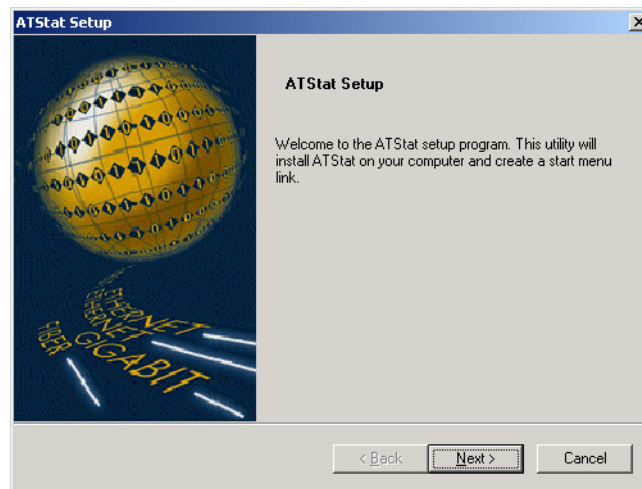 ATStat Setup
ATStat Setup
Welcome to the ATStat setup program. This utility will
install ATStat on your computer and create a start menu
link.
ETHERNET
ETHERNET
FIBER
GIGABIT
< Back
Next >
Cancel